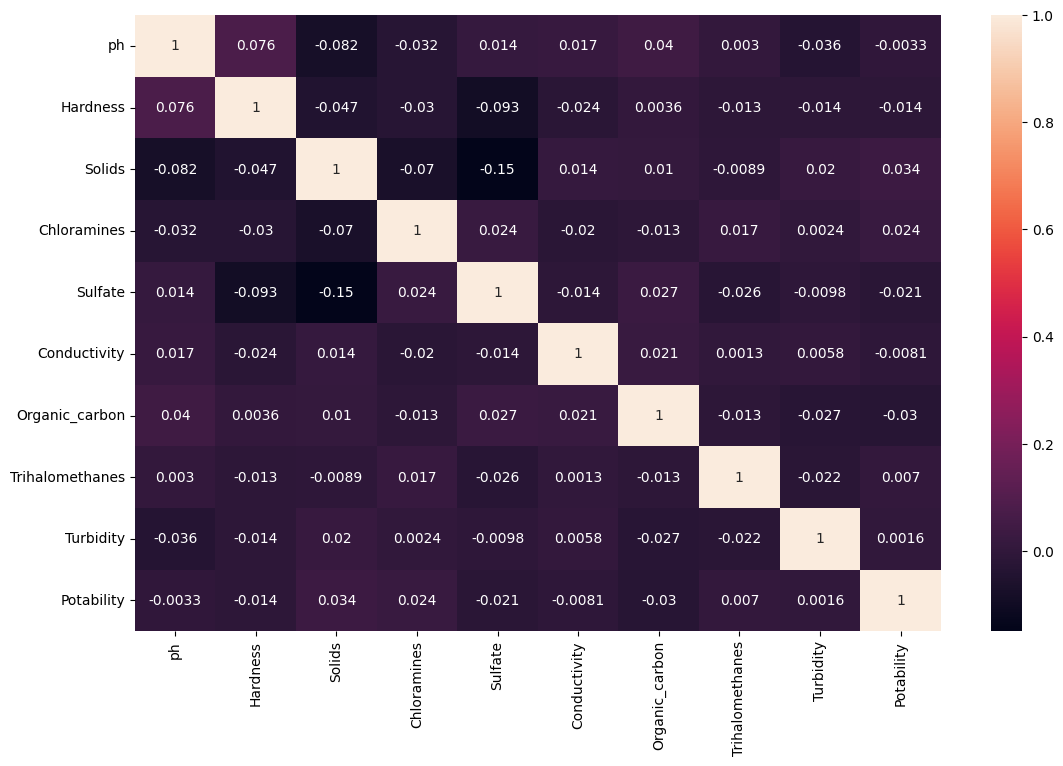 ph 1 0.076 -0.082 -0.032 0.014 0.017 0.04 0.003 -0.036 -0.0033
Hardness 0.076 1 -0.047 -0.03 -0.093 -0.024 0.0036 -0.013 -0.014 -0.014
Solids -0.082 -0.047 1 -0.07 -0.15 0.014 0.01 -0.0089 0.02 0.034
Chloramines -0.032 -0.03 -0.07 1 0.024 -0.02 -0.013 0.017 0.0024 0.024
Sulfate 0.014 -0.093 -0.15 0.024 1 -0.014 0.027 -0.026 -0.0098 -0.021
Conductivity 0.017 -0.024 0.014 -0.02 -0.014 1 0.021 0.0013 0.0058 -0.0081
Organic_carbon 0.04 0.0036 0.01 -0.013 0.027 0.021 1 -0.013 -0.027 -0.03
Trihalomethanes 0.003 -0.013 -0.0089 0.017 -0.026 0.0013 -0.013 1 -0.022 0.007
Turbidity -0.036 -0.014 0.02 0.0024 -0.0098 0.0058 -0.027 -0.022 1 0.0016
Potability -0.0033 -0.014 0.034 0.024 -0.021 -0.0081 -0.03 0.007 0.0016 1
ph Hardness Solids Chloramines Sulfate Conductivity Organic_carbon Trihalomethanes Turbidity Potability
1.0
0.8
0.6
0.4
0.2
0.0